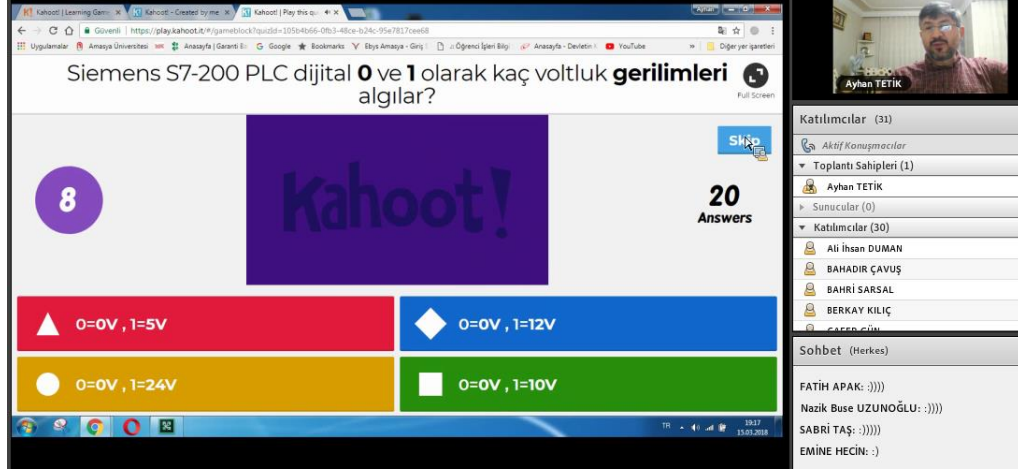 Kahoot! | Learning Game
Kahoot! - Created by me
Kahoot! | Play this qu
Ayhan
Güvenli | https://play.kahoot.it/#/gameblock?quizId=105b4b66-0fb3-48ce-b24c-95e7817cee68
Uygulamalar Amasya Üniversitesi Anasayfa | Garanti B Google Bookmarks Ebys Amasya - Giriş .::Öğrenci İşleri Bilgi Anasayfa - Devletin YouTube » Diğer yer işaretleri
Siemens S7-200 PLC dijital 0 ve 1 olarak kaç voltluk gerilimleri
algılar?
Full Screen
Skip
8
Kahoot!
20
Answers
0=0V , 1=5V
0=0V , 1=12V
0=0V , 1=24V
0=0V , 1=10V
TR
19:17
15.03.2018
Ayhan TETİK
Katılımcılar (31)
Aktif Konuşmacılar
Toplantı Sahipleri (1)
Ayhan TETİK
Sunucular (0)
Katılımcılar (30)
Ali İhsan DUMAN
BAHADIR ÇAVUŞ
BAHRİ SARSAL
BERKAY KILIÇ
CAFER GÜN
Sohbet (Herkes)
FATİH APAK: :))))
Nazik Buse UZUNOĞLU: :))))
SABRİ TAŞ: :)))))
EMİNE HECİN: :)